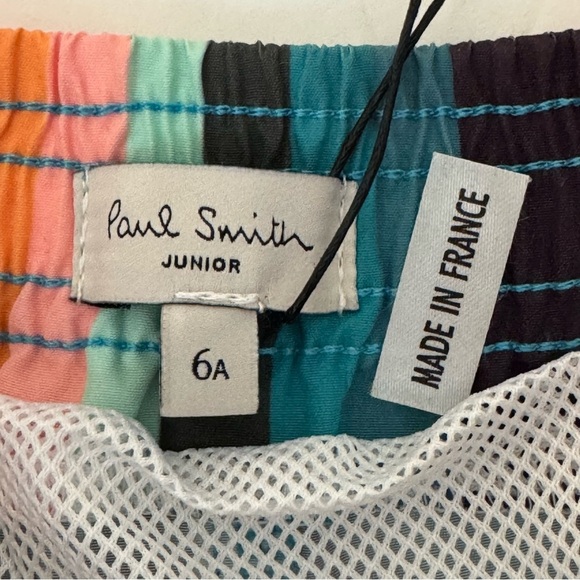 Paul Smith
JUNIOR
6A
MADE IN FRANCE